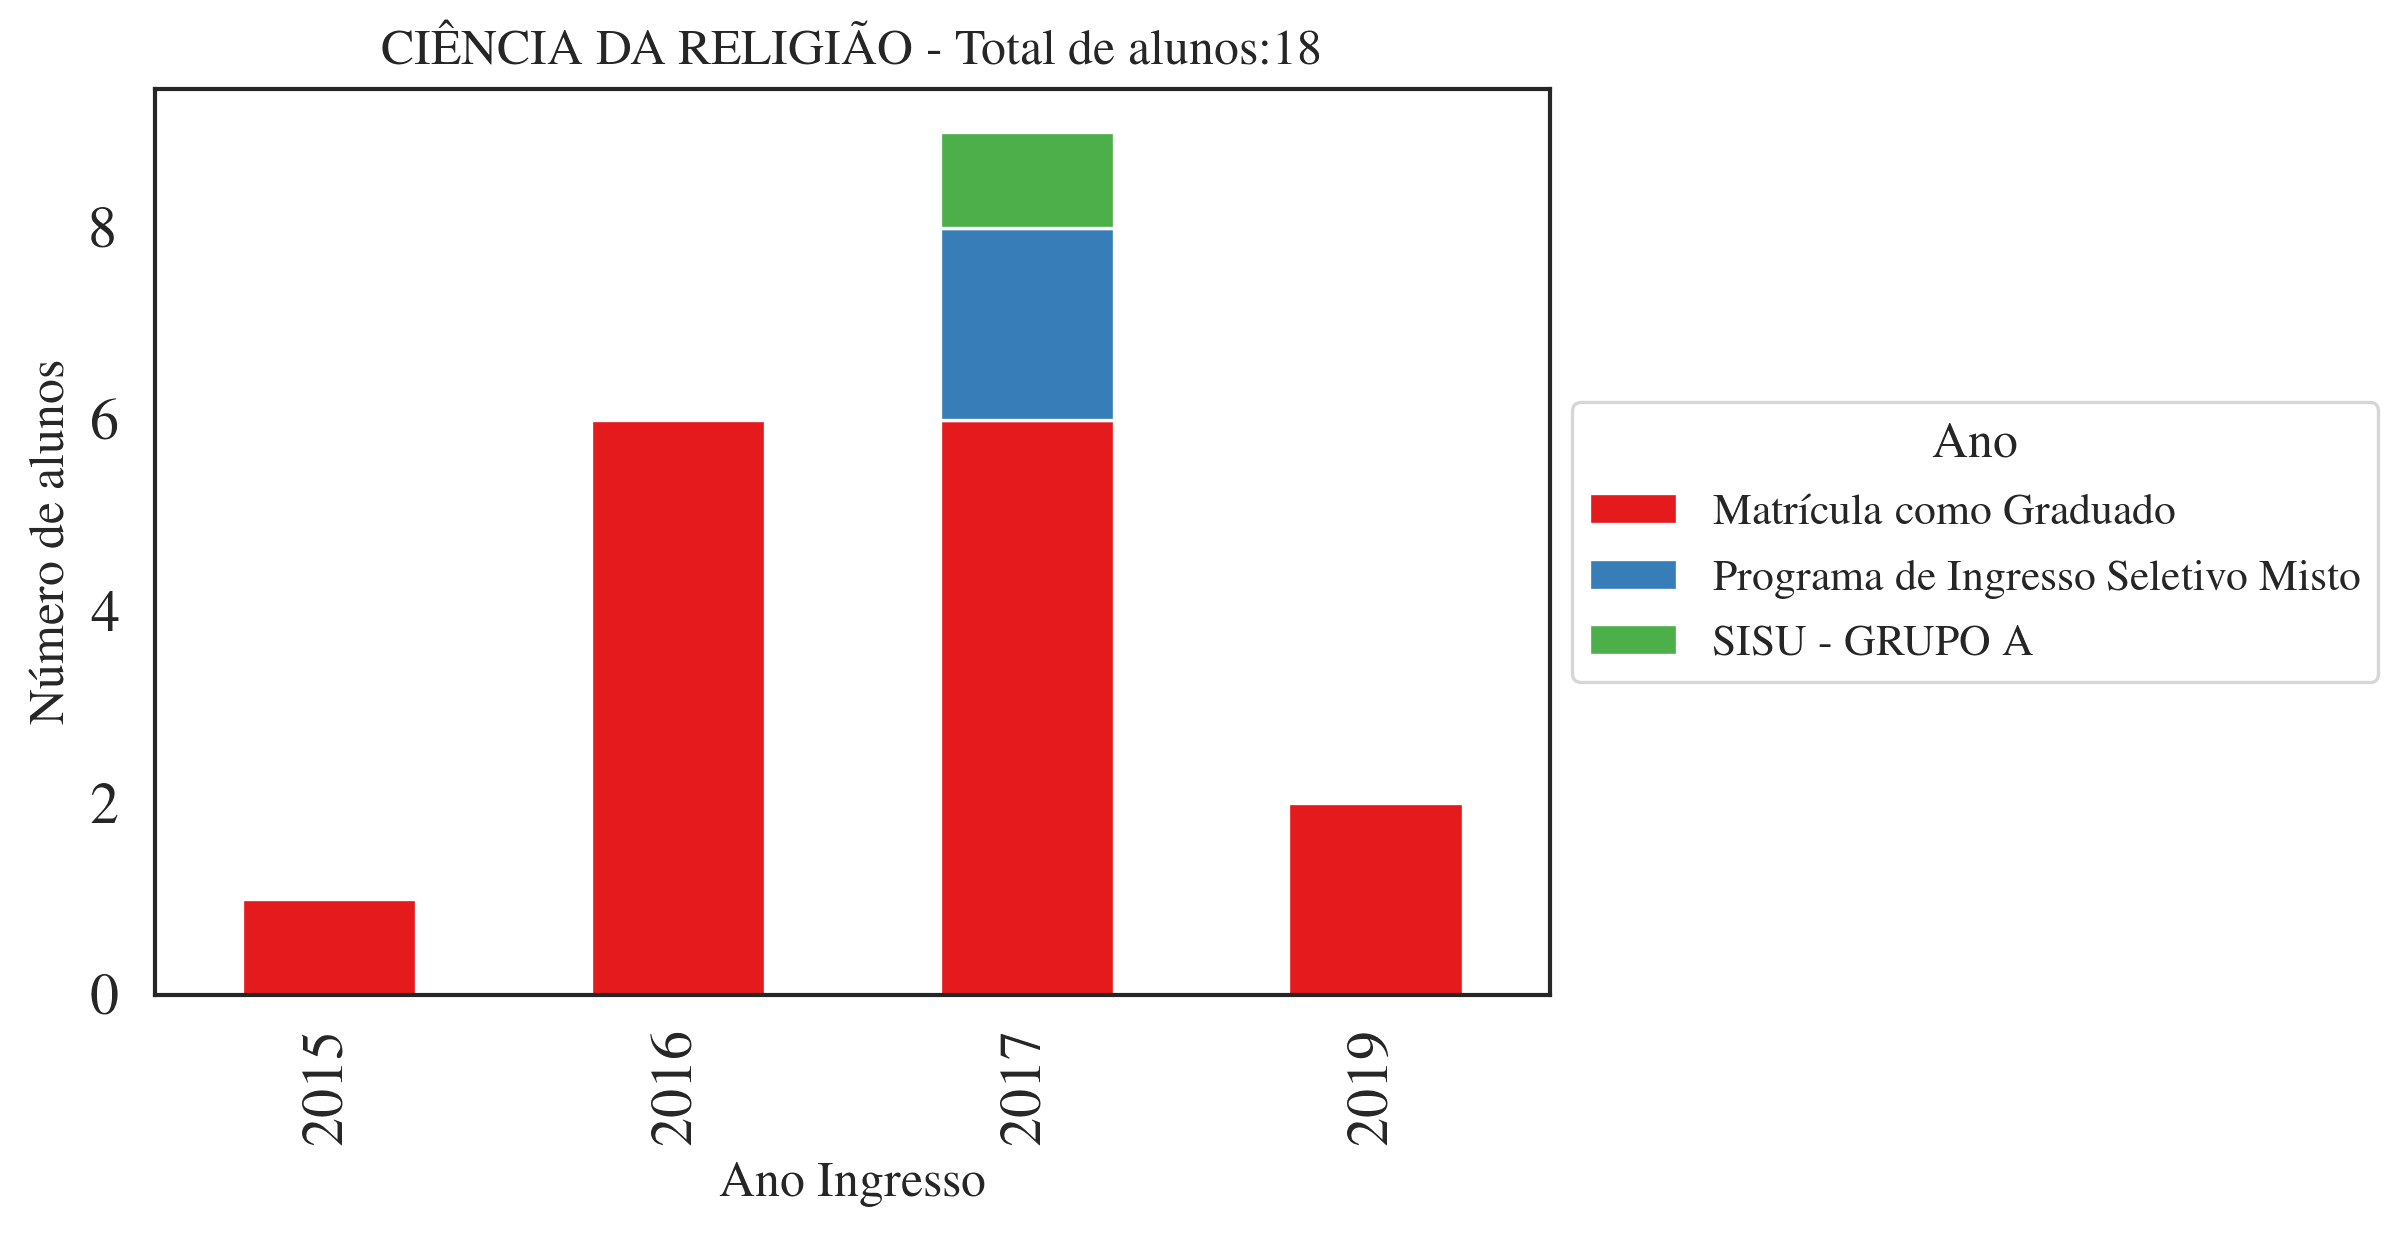 CIÊNCIA DA RELIGIÃO - Total de alunos:18
Número de alunos
8
6
4
2
0
2015
2016
2017
2019
Ano Ingresso
Ano
Matrícula como Graduado
Programa de Ingresso Seletivo Misto
SISU - GRUPO A